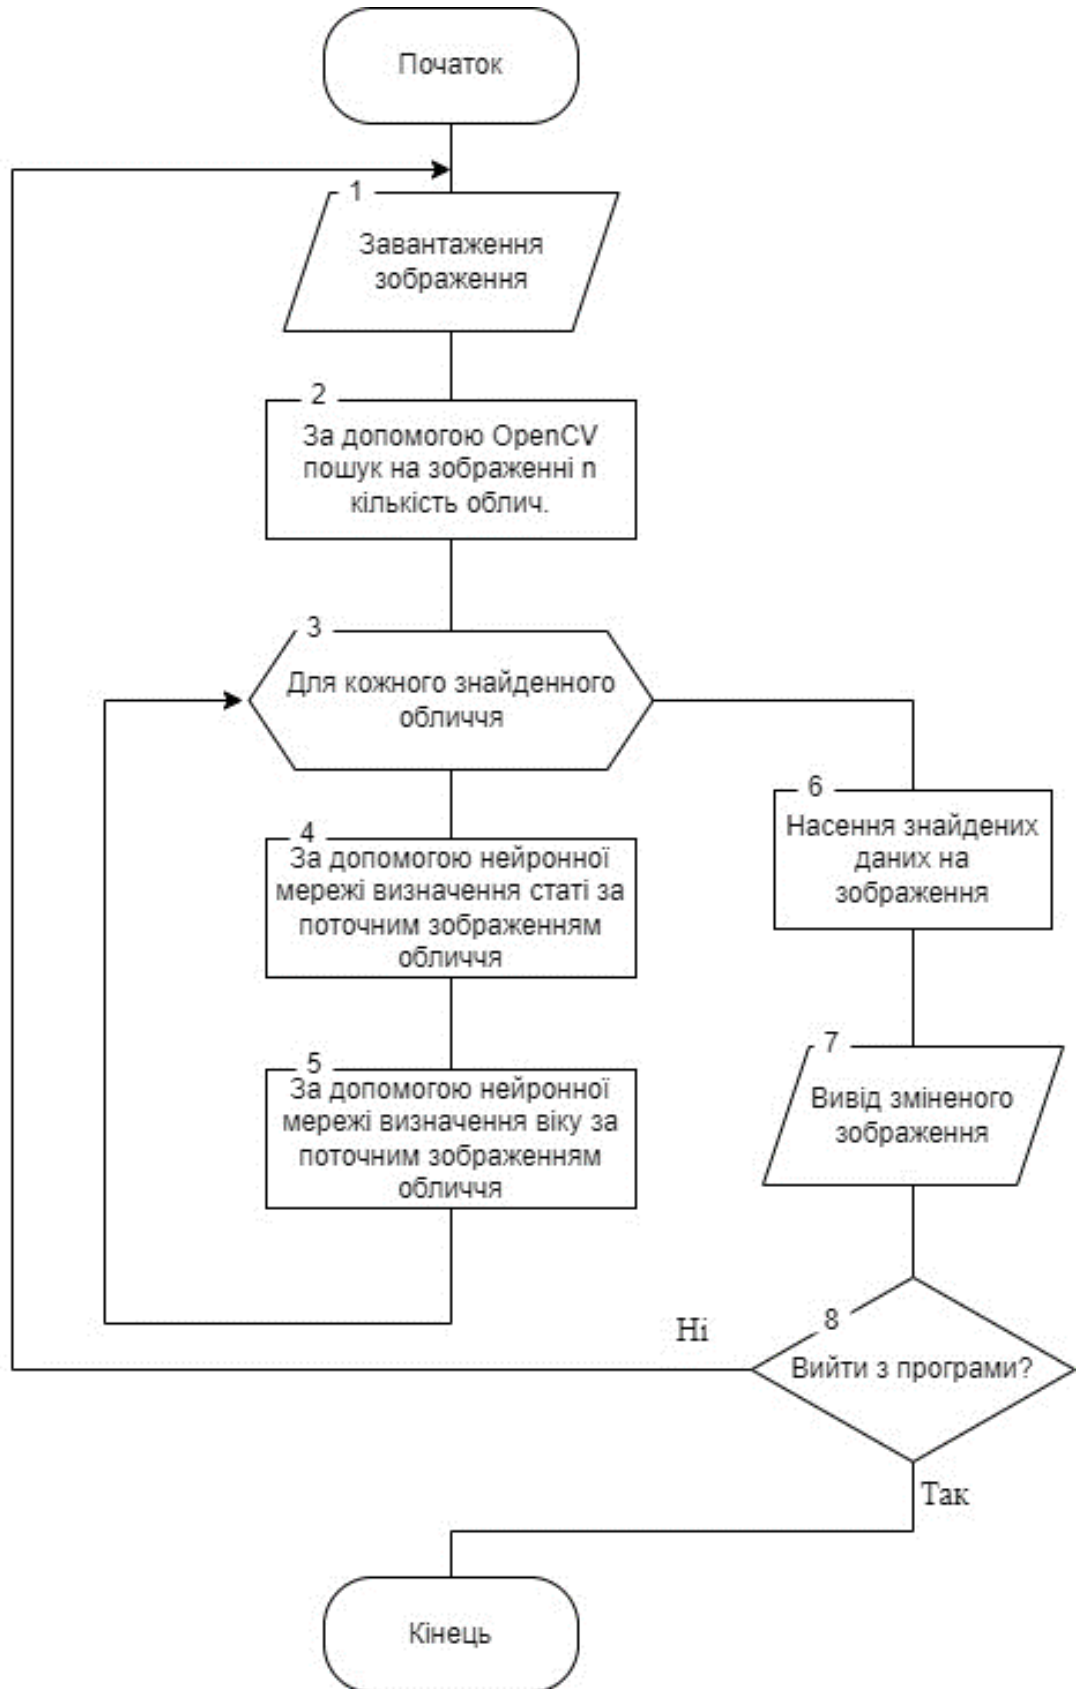 Початок
1
Завантаження
зображення
2
За допомогою OpenCV
пошук на зображенні n
кількість облич.
3
Для кожного знайденного
обличчя
4
За допомогою нейронної
мережі визначення статі за
поточним зображенням
обличчя
5
За допомогою нейронної
мережі визначення віку за
поточним зображенням
обличчя
6
Насення знайдених
даних на
зображення
7
Вивід зміненого
зображення
8
Вийти з програми?
Ні
Так
Кінець